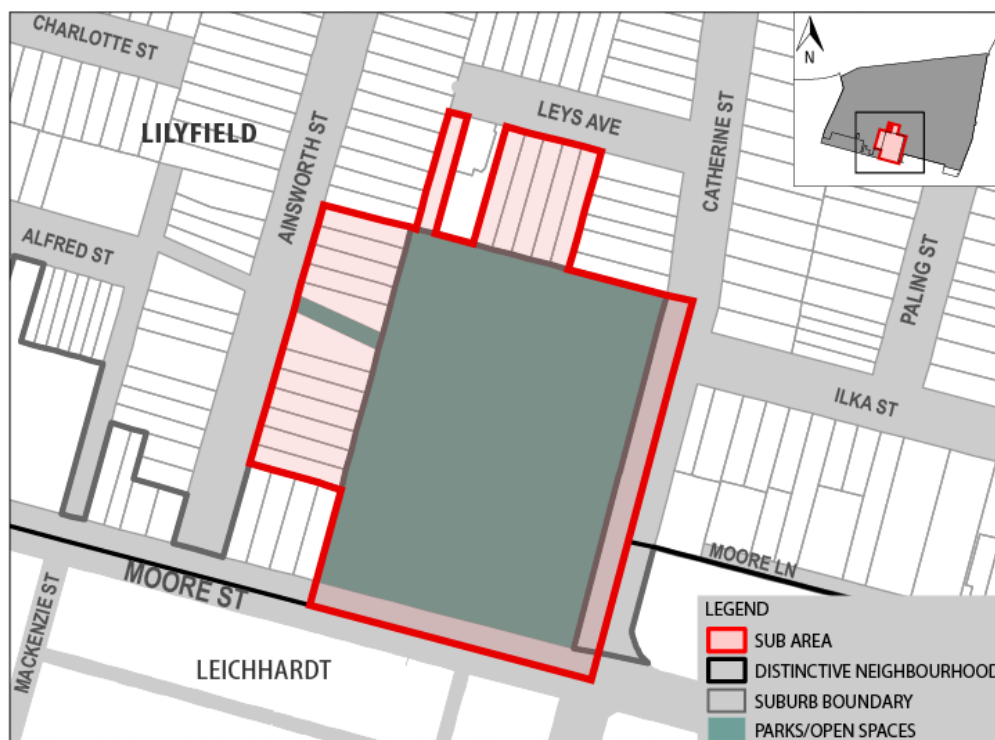 CHARLOTTE ST
N
LEYS AVE
LILYFIELD
AINSWORTH ST
CATHERINE ST
ALFRED ST
PALING ST
ILKA ST
MOORE LN
MOORE ST
MACKENZIE ST
LEICHHARDT
LEGEND
SUB AREA
DISTINCTIVE NEIGHBOURHOOD
SUBURB BOUNDARY
PARKS/OPEN SPACES